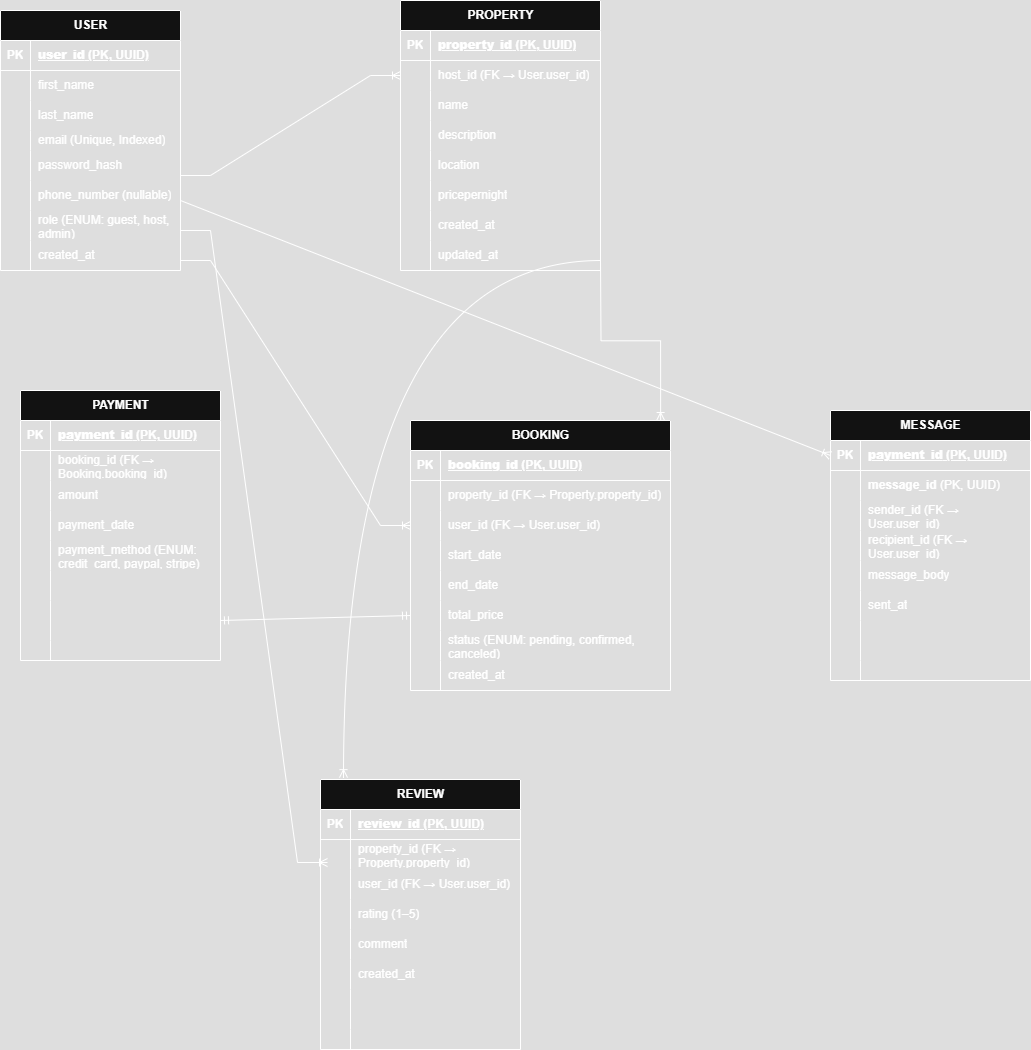 USER
PK user_id (PK, UUID)
first_name
last_name
email (Unique, Indexed)
password_hash
phone_number (nullable)
role (ENUM: guest, host,
admin)
created_at
PROPERTY
PK property_id (PK, UUID)
host_id (FK → User.user_id)
name
description
location
pricepernight
created_at
updated_at
PAYMENT
PK payment_id (PK, UUID)
booking_id (FK →
Booking.booking_id)
amount
payment_date
payment_method (ENUM:
credit_card, paypal, stripe)
BOOKING
PK booking_id (PK, UUID)
property_id (FK → Property.property_id)
user_id (FK → User.user_id)
start_date
end_date
total_price
status (ENUM: pending, confirmed,
canceled)
created_at
MESSAGE
PK payment_id (PK, UUID)
message_id (PK, UUID)
sender_id (FK →
User.user_id)
recipient_id (FK →
User.user_id)
message_body
sent_at
REVIEW
PK review_id (PK, UUID)
property_id (FK →
Property.property_id)
user_id (FK → User.user_id)
rating (1–5)
comment
created_at